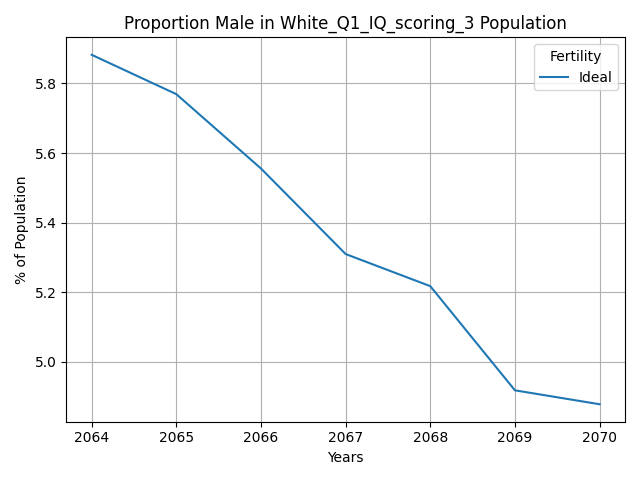 Proportion Male in White_Q1_IQ_scoring_3 Population
Fertility
Ideal
% of Population
5.8
5.6
5.4
5.2
5.0
2064 2065 2066 2067 2068 2069 2070
Years